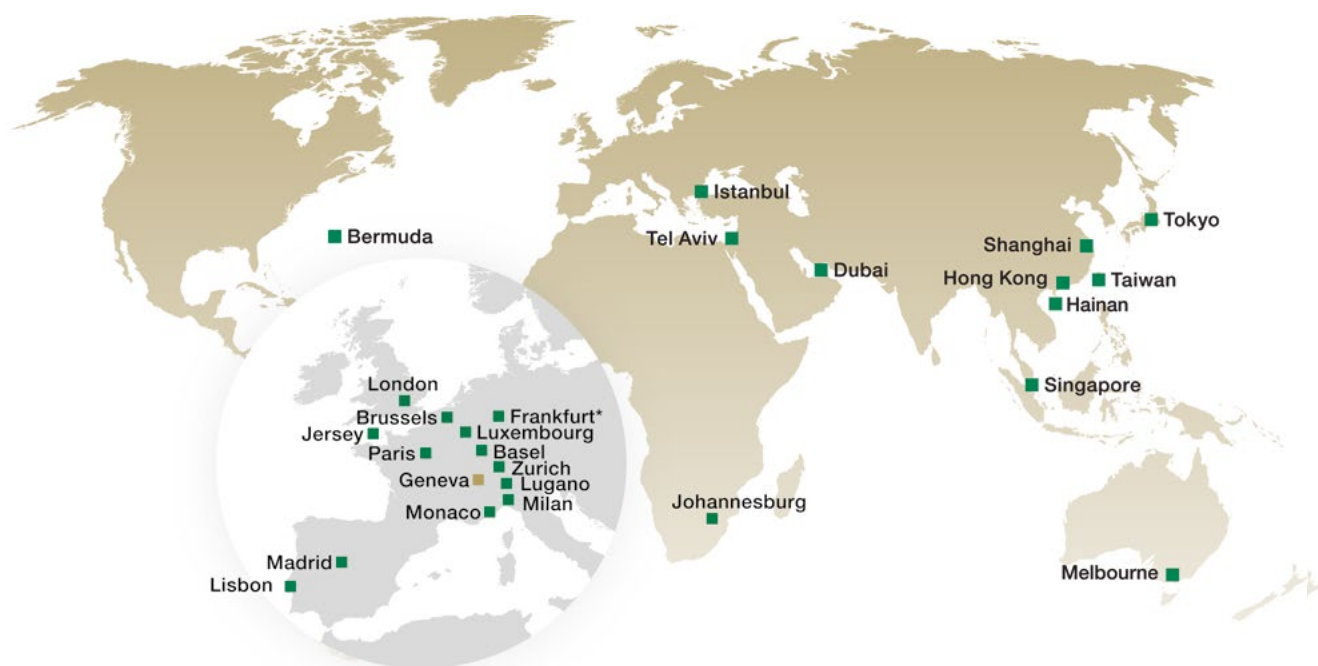 Istanbul
Tokyo
Bermuda
Tel Aviv
Shanghai
Dubai
Hong Kong
Taiwan
Hainan
London
Singapore
Brussels
Frankfurt*
Jersey
Luxembourg
Paris
Basel
Zurich
Geneva
Lugano
Milan
Johannesburg
Monaco
Madrid
Melbourne
Lisbon